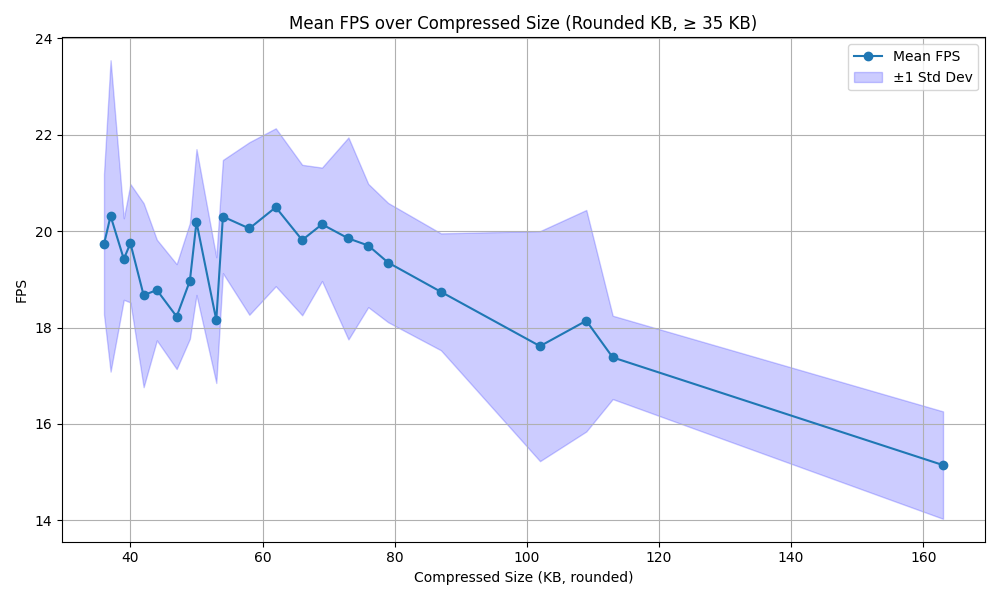 Mean FPS over Compressed Size (Rounded KB, ≥ 35 KB)
Mean FPS
±1 Std Dev
FPS
24
22
20
18
16
14
40 60 80 100 120 140 160
Compressed Size (KB, rounded)